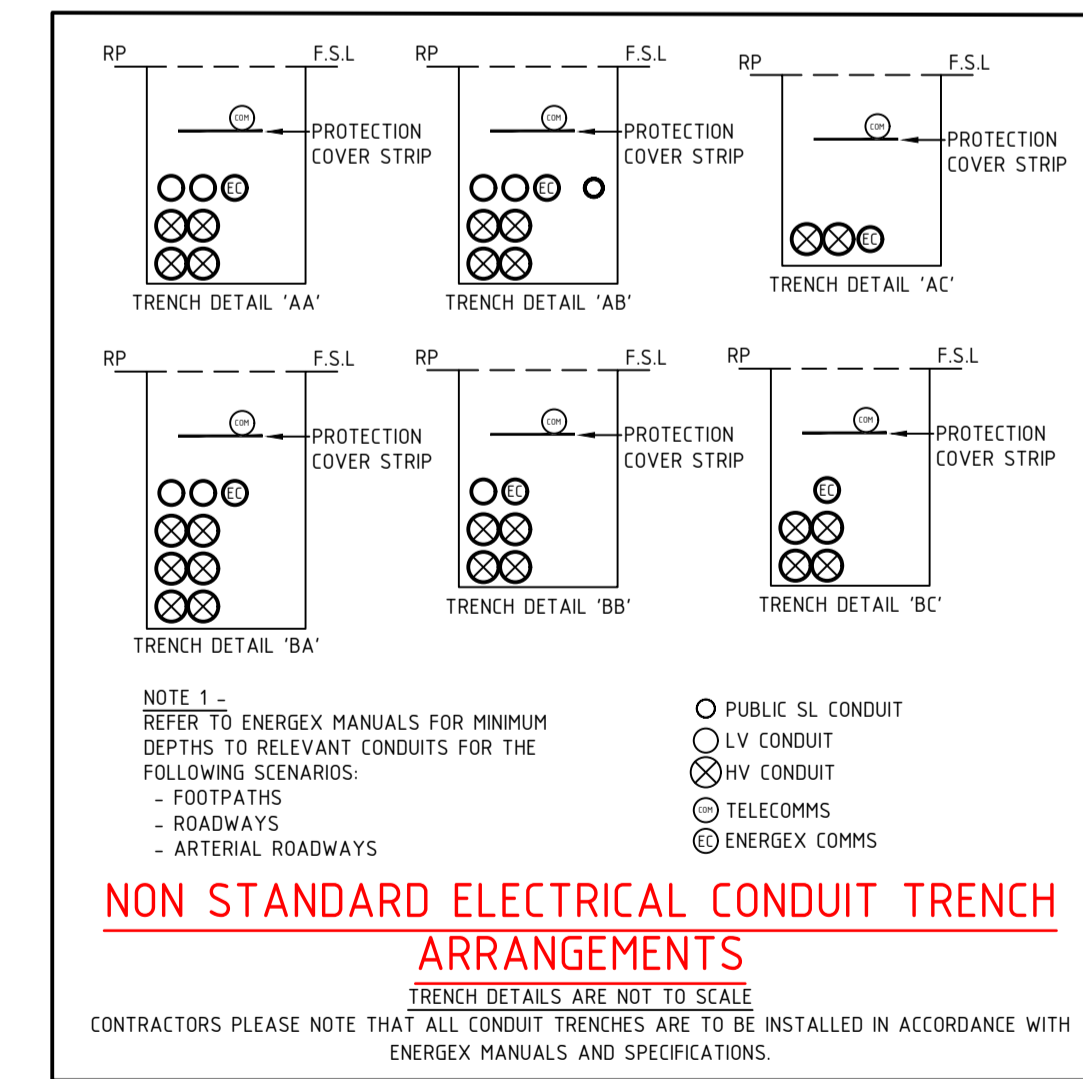 RP F.S.L
COM
PROTECTION
COVER STRIP
EC
TRENCH DETAIL 'AA'
RP F.S.L
COM
PROTECTION
COVER STRIP
EC
TRENCH DETAIL 'AB'
RP F.S.L
COM
PROTECTION
COVER STRIP
EC
TRENCH DETAIL 'AC'
RP F.S.L
COM
PROTECTION
COVER STRIP
EC
TRENCH DETAIL 'BA'
RP F.S.L
COM
PROTECTION
COVER STRIP
EC
TRENCH DETAIL 'BB'
RP F.S.L
COM
PROTECTION
COVER STRIP
EC
TRENCH DETAIL 'BC'
NOTE 1 -
REFER TO ENERGEX MANUALS FOR MINIMUM
DEPTHS TO RELEVANT CONDUITS FOR THE
FOLLOWING SCENARIOS:
- FOOTPATHS
- ROADWAYS
- ARTERIAL ROADWAYS
PUBLIC SL CONDUIT
LV CONDUIT
HV CONDUIT
COM TELECOMMS
EC ENERGEX COMMS
NON STANDARD ELECTRICAL CONDUIT TRENCH
ARRANGEMENTS
TRENCH DETAILS ARE NOT TO SCALE
CONTRACTORS PLEASE NOTE THAT ALL CONDUIT TRENCHES ARE TO BE INSTALLED IN ACCORDANCE WITH
ENERGEX MANUALS AND SPECIFICATIONS.